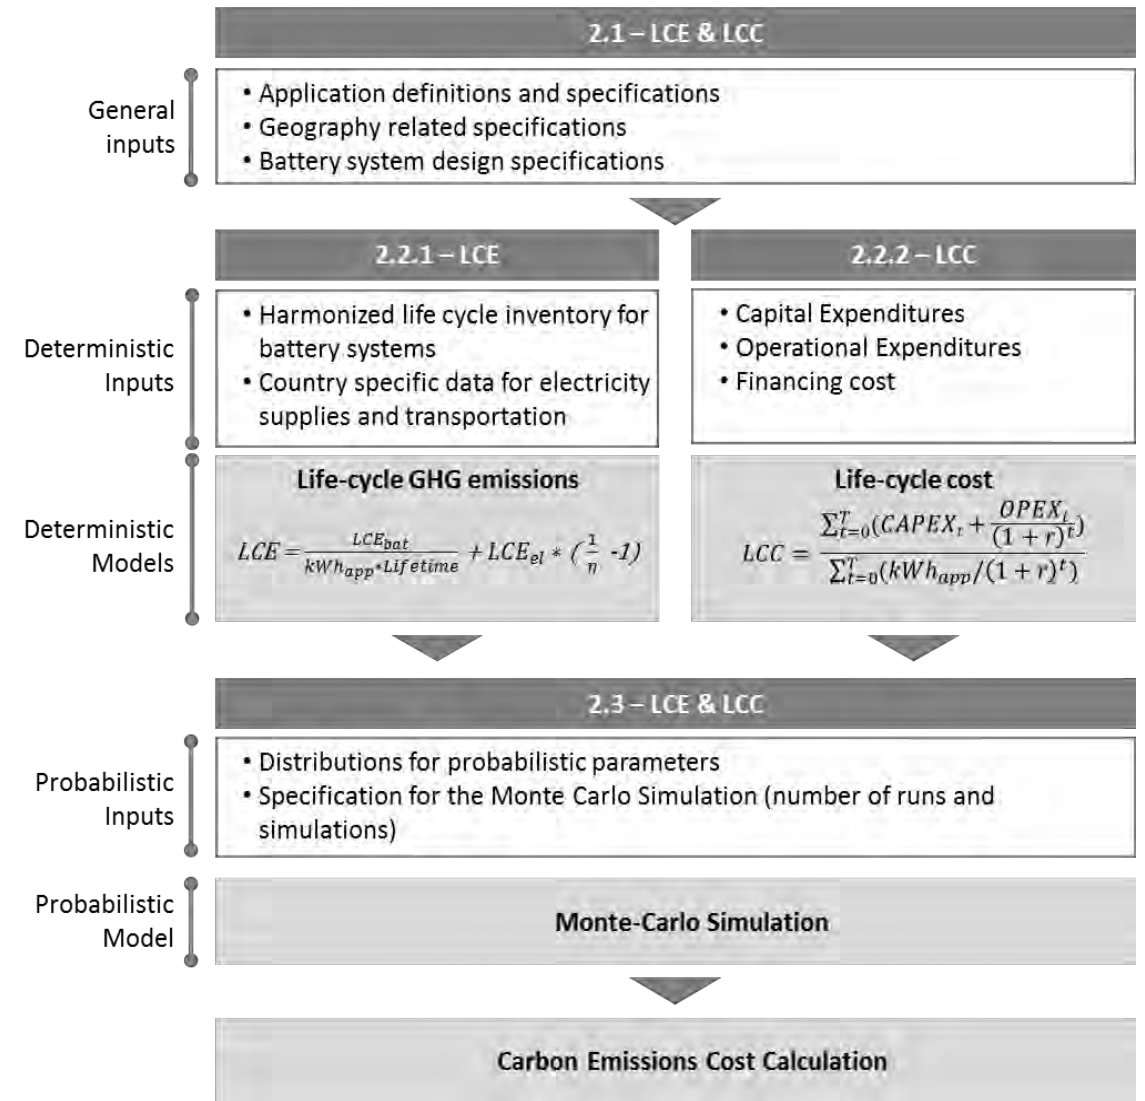 2.1 – LCE & LCC
General
inputs
• Application definitions and specifications
• Geography related specifications
• Battery system design specifications
2.2.1 – LCE
2.2.2 – LCC
Deterministic
Inputs
• Harmonized life cycle inventory for
battery systems
• Country specific data for electricity
supplies and transportation
• Capital Expenditures
• Operational Expenditures
• Financing cost
Deterministic
Models
Life-cycle GHG emissions
LCE = LCE_bat / (kWh_app*Lifetime) + LCE_el * (1/η -1)
Life-cycle cost
LCC = Σ_{t=0}^{T}(CAPEX_t + OPEX_t/(1 + r)^t) / Σ_{t=0}^{T}(kWh_app/(1 + r)^t)
2.3 – LCE & LCC
Probabilistic
Inputs
• Distributions for probabilistic parameters
• Specification for the Monte Carlo Simulation (number of runs and
simulations)
Probabilistic
Model
Monte-Carlo Simulation
Carbon Emissions Cost Calculation